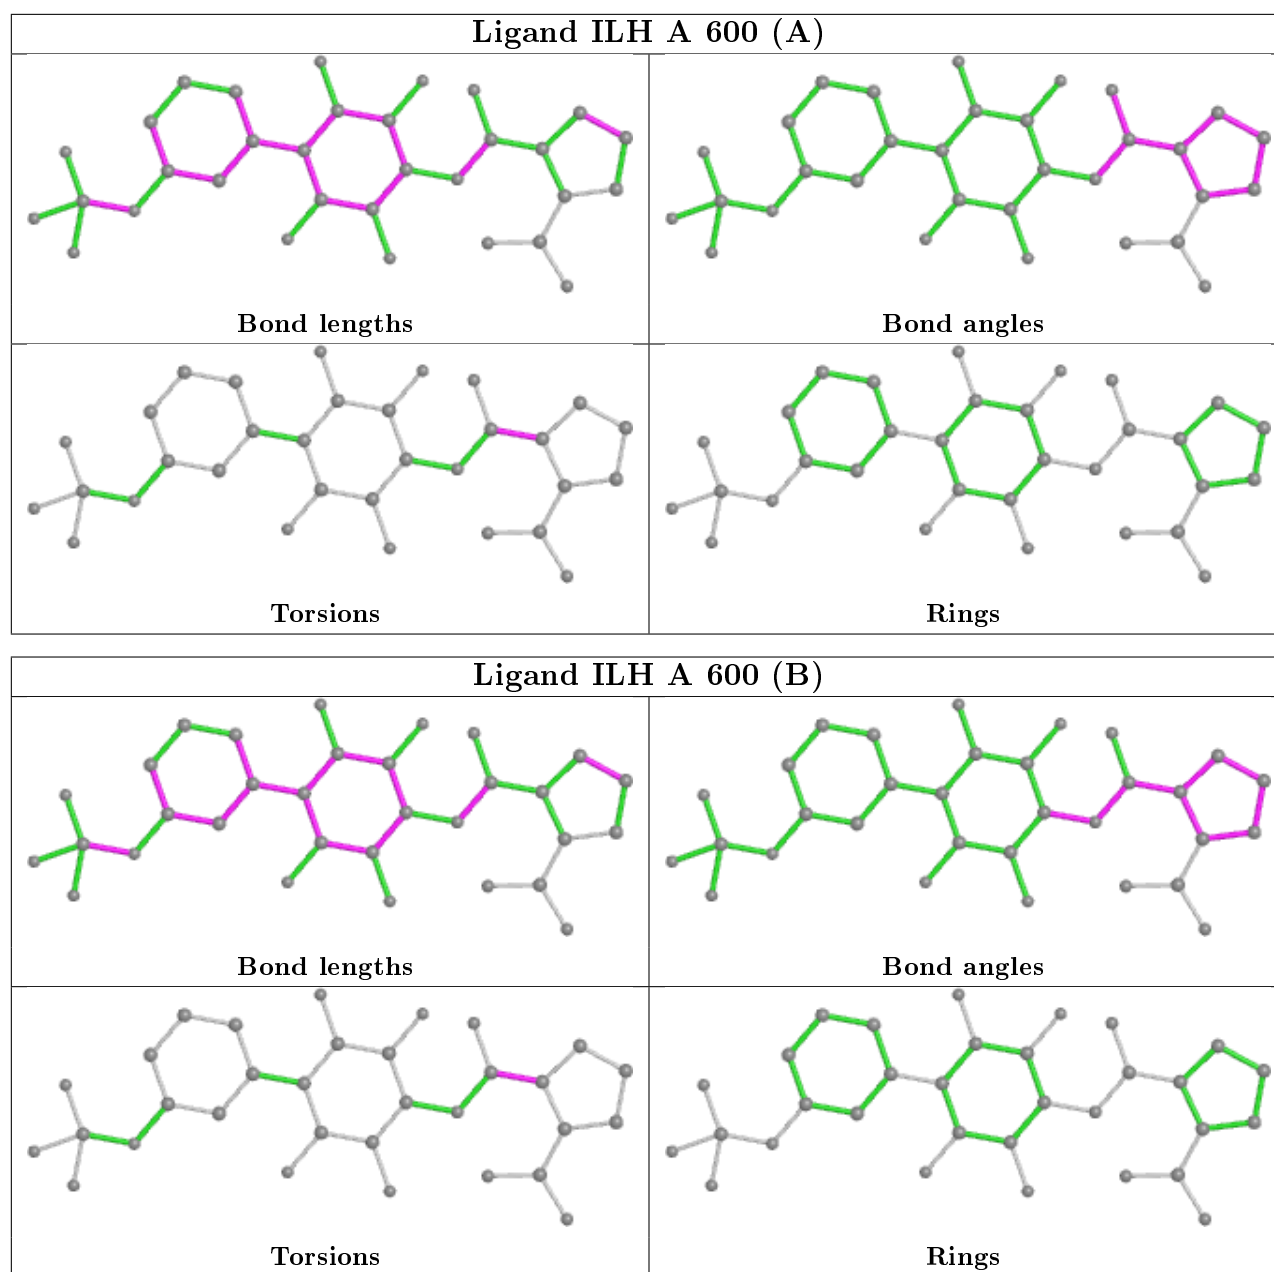 Ligand ILH A 600 (A)
Bond lengths
Bond angles
Torsions
Rings
Ligand ILH A 600 (B)
Bond lengths
Bond angles
Torsions
Rings